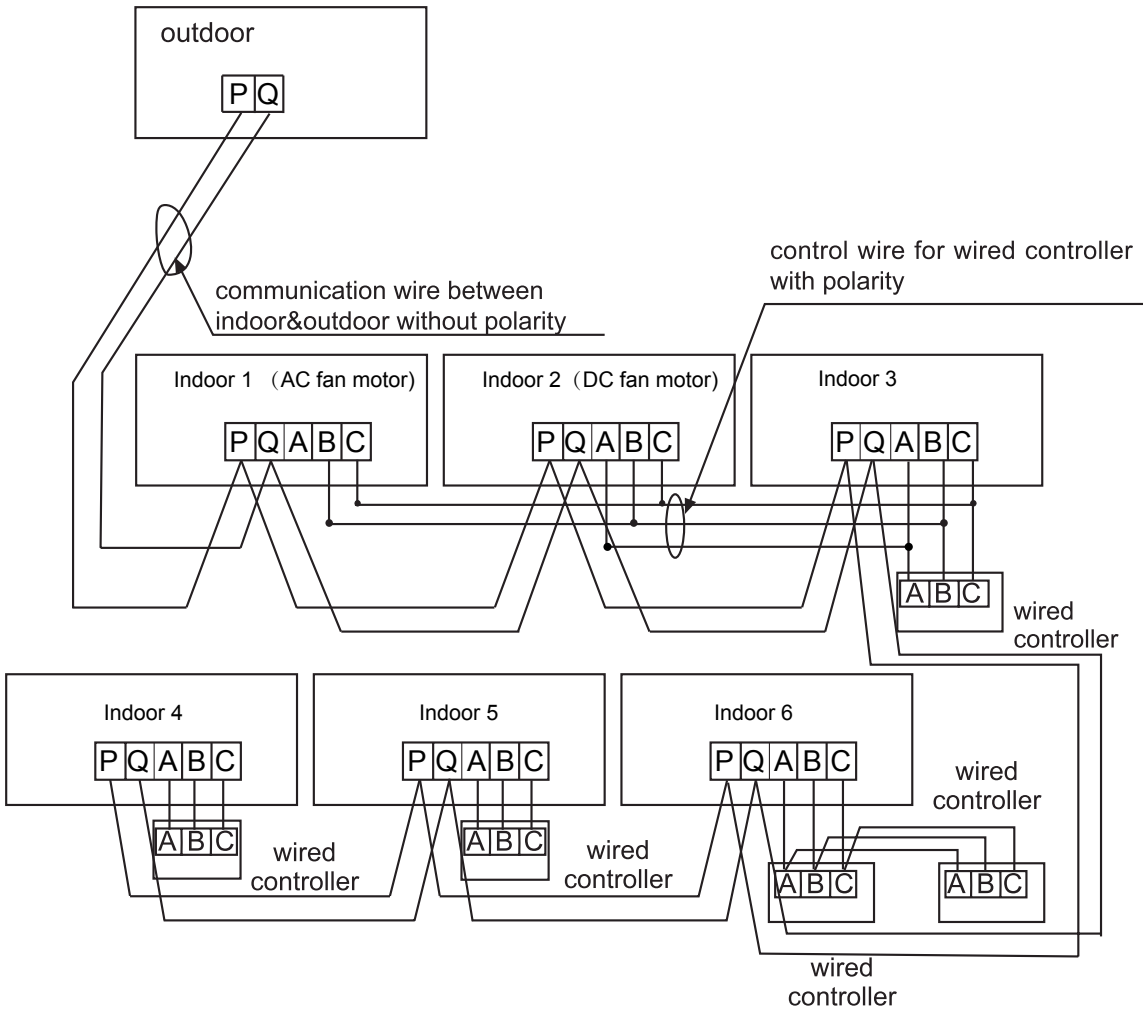 outdoor
P Q
control wire for wired controller
with polarity
communication wire between
indoor&outdoor without polarity
Indoor 1 （AC fan motor)
P Q A B C
Indoor 2（DC fan motor)
P Q A B C
Indoor 3
P Q A B C
A B C
wired
controller
Indoor 4
P Q A B C
A B C
wired
controller
Indoor 5
P Q A B C
A B C
wired
controller
Indoor 6
P Q A B C
wired
controller
A B C
A B C
wired
controller